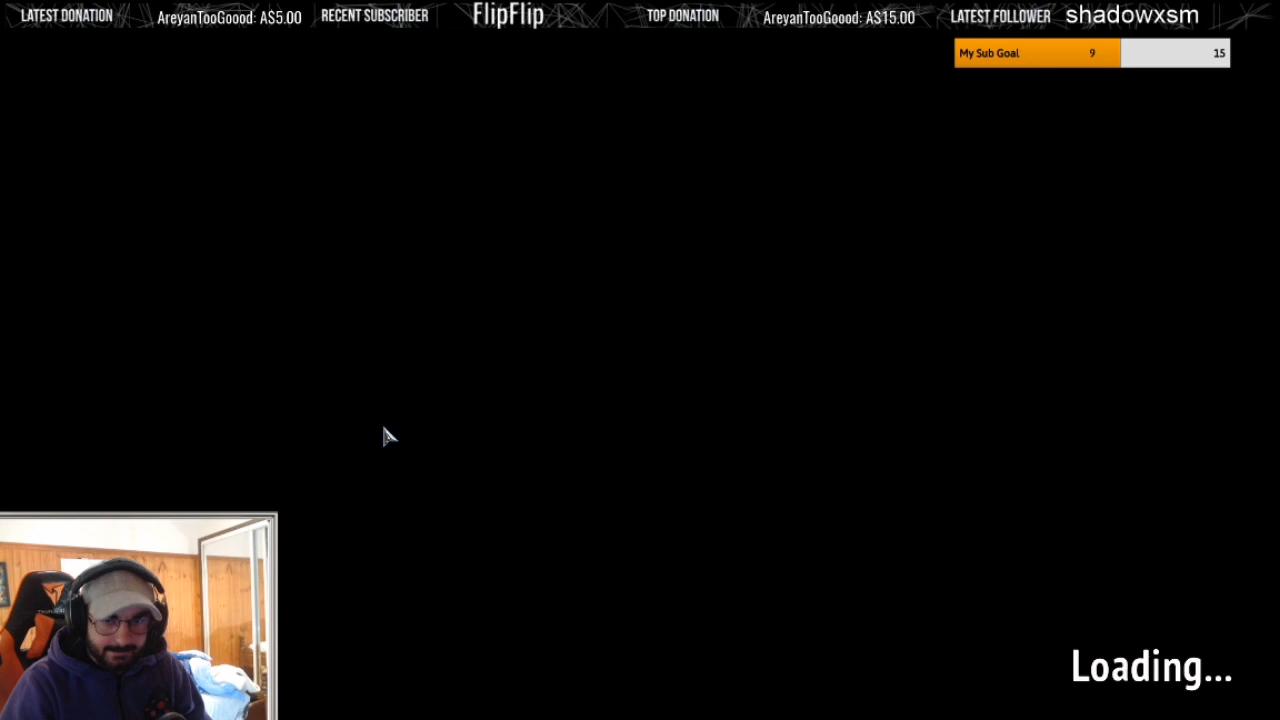 LATEST DONATION AreyanTooGoood: A$5.00 RECENT SUBSCRIBER FlipFlip TOP DONATION AreyanTooGoood: A$15.00 LATEST FOLLOWER shadowxsm
My Sub Goal 9 15
Loading...